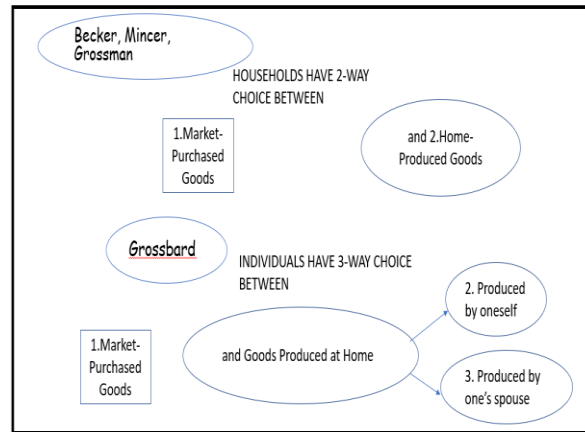 Becker, Mincer,
Grossman
HOUSEHOLDS HAVE 2-WAY
CHOICE BETWEEN
1.Market-
Purchased
Goods
and 2.Home-
Produced Goods
Grossbard
INDIVIDUALS HAVE 3-WAY CHOICE
BETWEEN
1.Market-
Purchased
Goods
and Goods Produced at Home
2. Produced
by oneself
3. Produced by
one's spouse